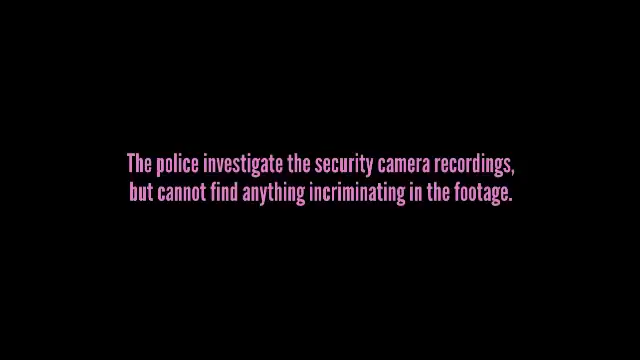 The police investigate the security camera recordings,
but cannot find anything incriminating in the footage.